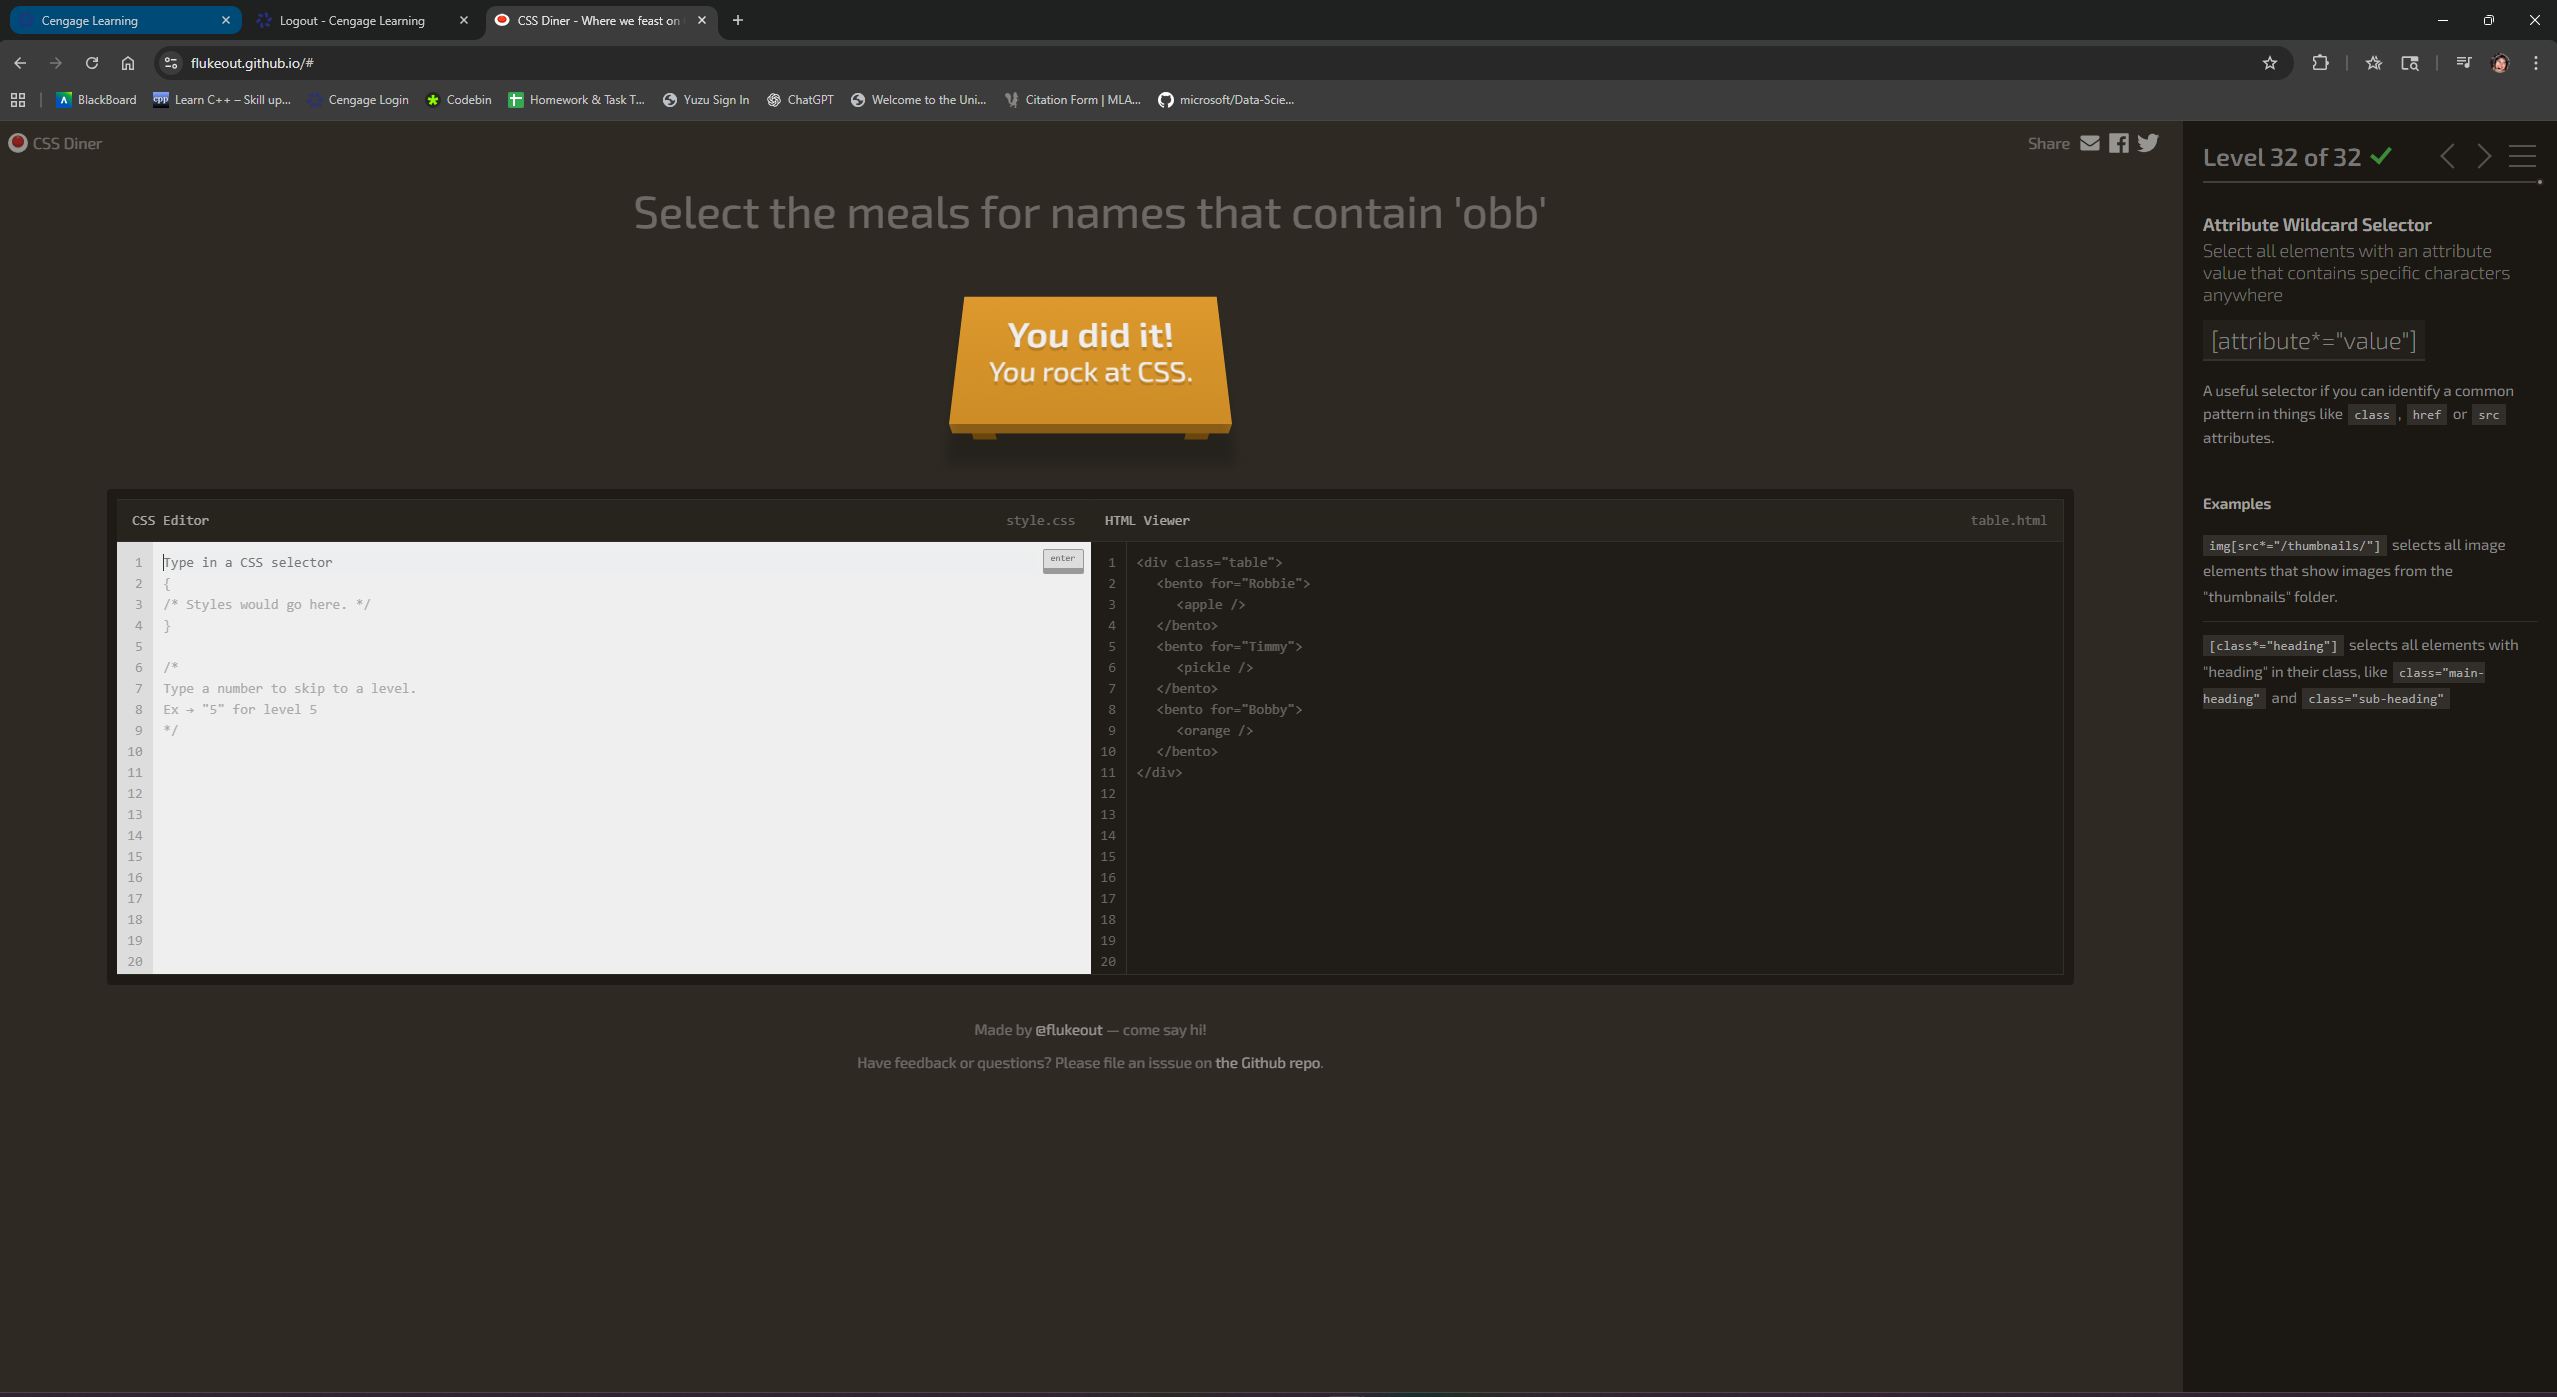 Cengage Learning
Logout - Cengage Learning
CSS Diner - Where we feast on
flukeout.github.io/#
BlackBoard
Learn C++ – Skill up...
Cengage Login
Codebin
Homework & Task T...
Yuzu Sign In
ChatGPT
Welcome to the Uni...
Citation Form | MLA...
microsoft/Data-Scie...
CSS Diner
Share
Select the meals for names that contain 'obb'
You did it!
You rock at CSS.
CSS Editor
style.css
1 Type in a CSS selector
enter
2 {
3 /* Styles would go here. */
4 }
5
6 /*
7 Type a number to skip to a level.
8 Ex → "5" for level 5
9 */
10
11
12
13
14
15
16
17
18
19
20
HTML Viewer
table.html
1 <div class="table">
2 <bento for="Robbie">
3 <apple />
4 </bento>
5 <bento for="Timmy">
6 <pickle />
7 </bento>
8 <bento for="Bobby">
9 <orange />
10 </bento>
11 </div>
12
13
14
15
16
17
18
19
20
Made by @flukeout — come say hi!
Have feedback or questions? Please file an isssue on the Github repo.
Level 32 of 32
Attribute Wildcard Selector
Select all elements with an attribute
value that contains specific characters
anywhere
[attribute*="value"]
A useful selector if you can identify a common
pattern in things like class , href or src
attributes.
Examples
img[src*="/thumbnails/"] selects all image
elements that show images from the
"thumbnails" folder.
[class*="heading"] selects all elements with
"heading" in their class, like class="main-
heading" and class="sub-heading"